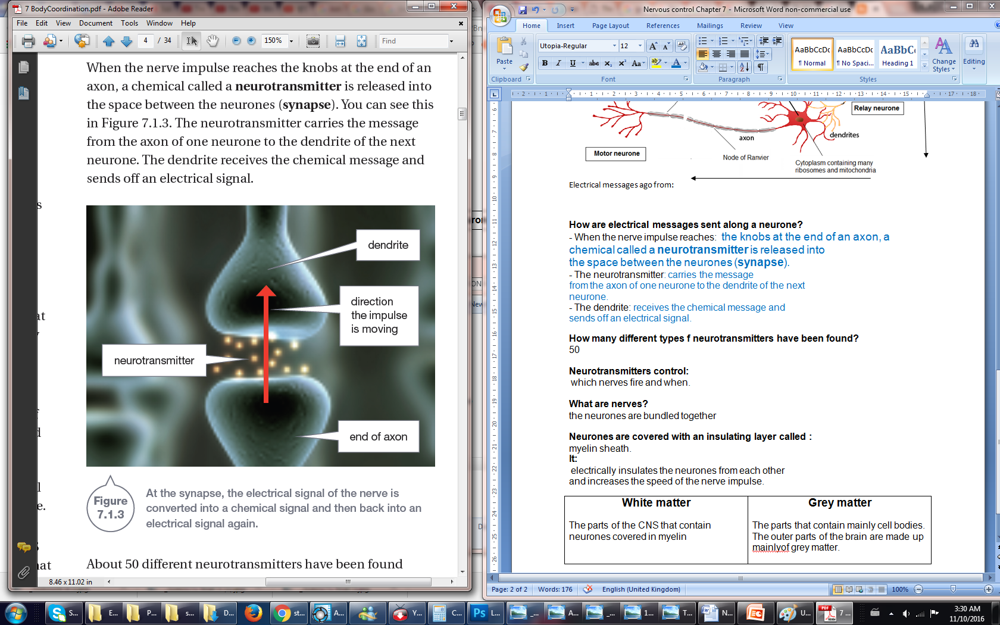 7 BodyCoordination.pdf - Adobe Reader
File Edit View Document Tools Window Help
4 / 34 150% Find
When the nerve impulse reaches the knobs at the end of an
axon, a chemical called a neurotransmitter is released into
the space between the neurones (synapse). You can see this
in Figure 7.1.3. The neurotransmitter carries the message
from the axon of one neurone to the dendrite of the next
neurone. The dendrite receives the chemical message and
sends off an electrical signal.
dendrite
direction
the impulse
is moving
neurotransmitter
end of axon
Figure
7.1.3
At the synapse, the electrical signal of the nerve is
converted into a chemical signal and then back into an
electrical signal again.
About 50 different neurotransmitters have been found
8.46 x 11.02 in
Nervous control Chapter 7 - Microsoft Word non-commercial use
Home Insert Page Layout References Mailings Review View
Paste
Clipboard
Utopia-Regular 12
Font
Paragraph
AaBbCcDc AaBbCcDc AaBbCc
¶ Normal ¶ No Spaci... Heading 1
Change
Styles
Styles
Editing
Relay neurone
axon
dendrites
Motor neurone
Node of Ranvier
Cytoplasm containing many
ribosomes and mitochondria
Electrical messages ago from:
How are electrical messages sent along a neurone?
- When the nerve impulse reaches: the knobs at the end of an axon, a
chemical called a neurotransmitter is released into
the space between the neurones (synapse).
- The neurotransmitter: carries the message
from the axon of one neurone to the dendrite of the next
neurone.
- The dendrite: receives the chemical message and
sends off an electrical signal.
How many different types f neurotransmitters have been found?
50
Neurotransmitters control:
which nerves fire and when.
What are nerves?
the neurones are bundled together
Neurones are covered with an insulating layer called :
myelin sheath.
It:
electrically insulates the neurones from each other
and increases the speed of the nerve impulse.
White matter
The parts of the CNS that contain
neurones covered in myelin
Grey matter
The parts that contain mainly cell bodies.
The outer parts of the brain are made up
mainlyof grey matter.
Page: 2 of 2 Words: 176 English (United Kingdom) 100%
S... E... P... s... D... st... A... Y... C... L... _... A... _... 1... T... N... U... 7 ...
3:30 AM
11/10/2016